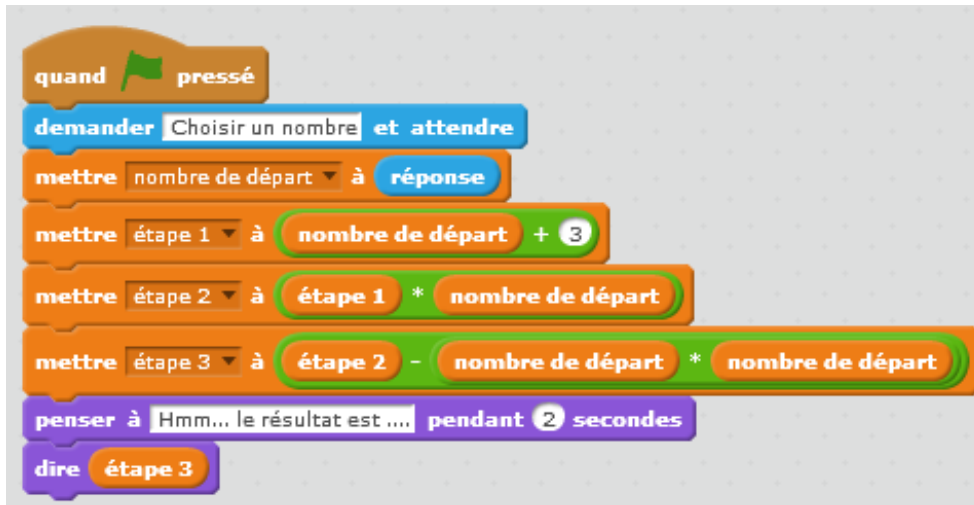 quand pressé
demander Choisir un nombre et attendre
mettre nombre de départ à réponse
mettre étape 1 à nombre de départ + 3
mettre étape 2 à étape 1 * nombre de départ
mettre étape 3 à étape 2 - nombre de départ * nombre de départ
penser à Hmm... le résultat est .... pendant 2 secondes
dire étape 3